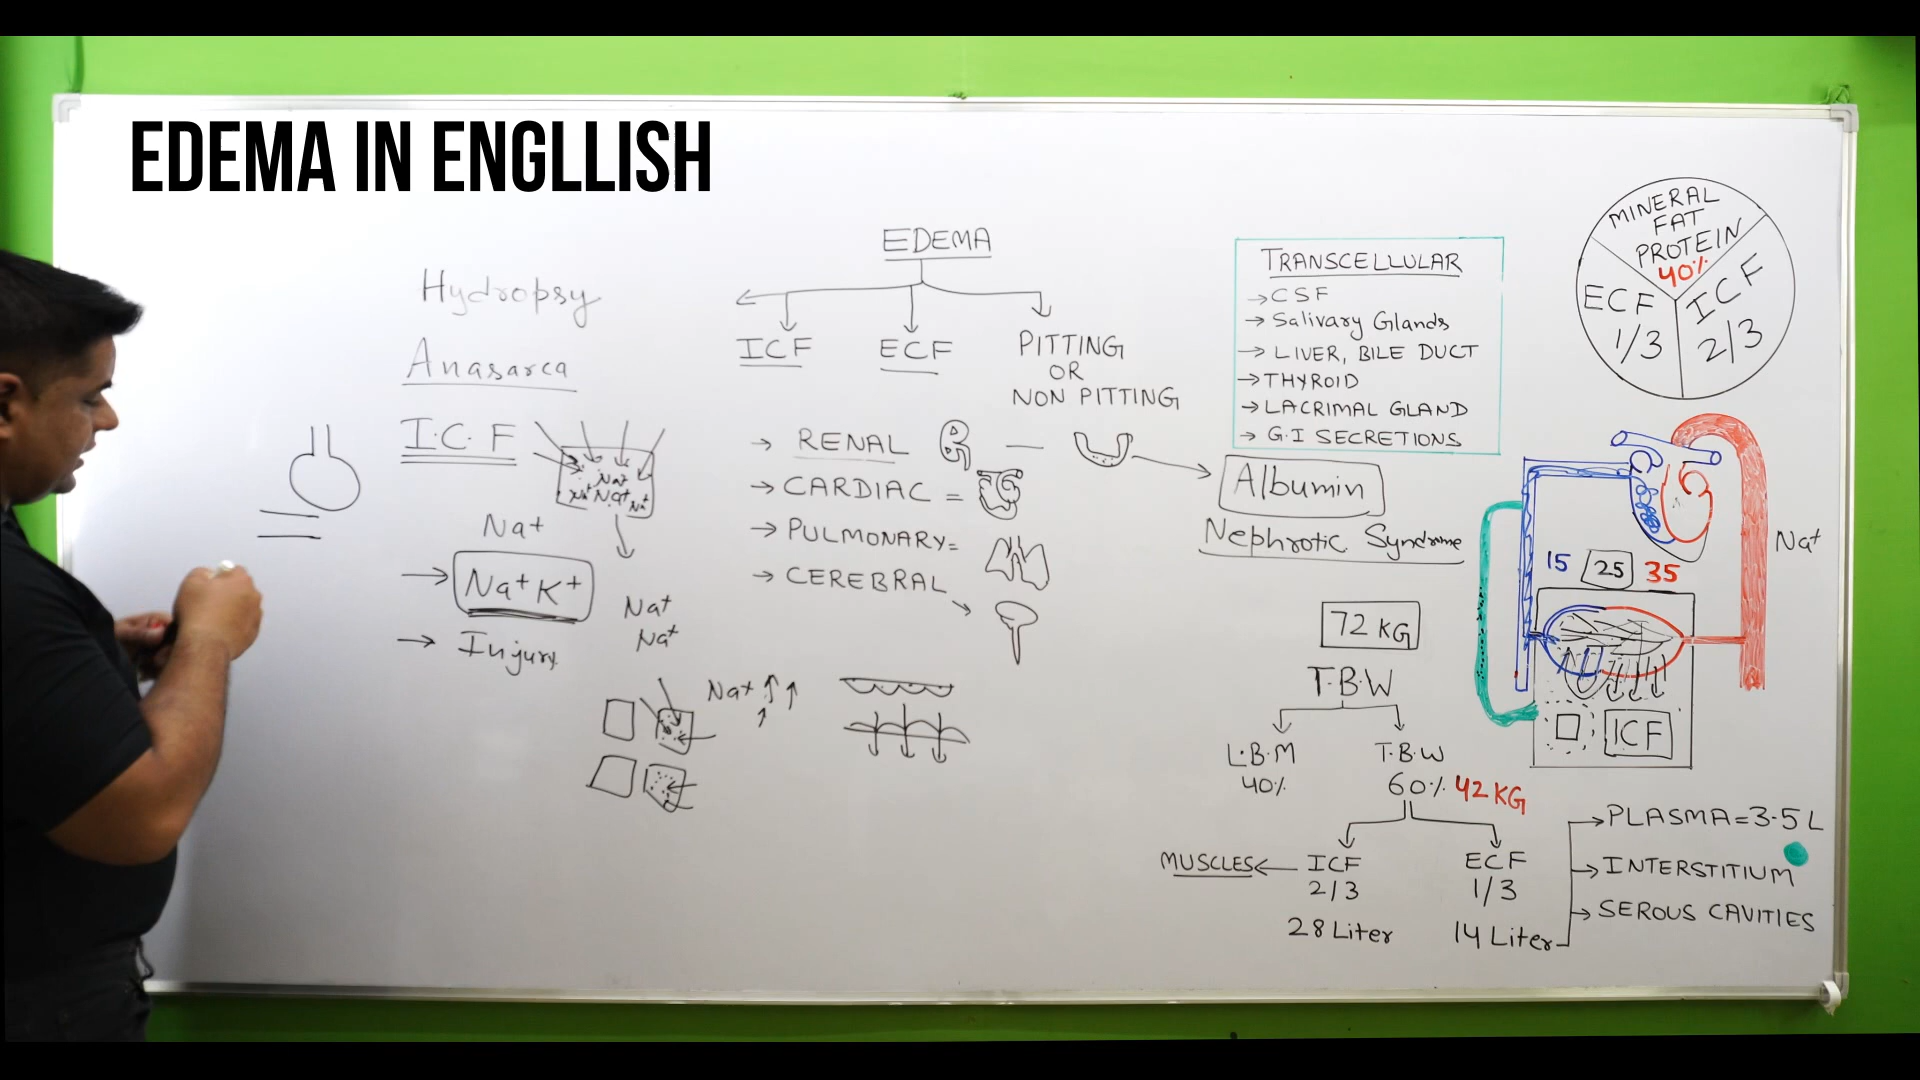 EDEMA IN ENGLLISH
EDEMA
ICF
ECF
PITTING
OR
NON PITTING
Hydropsy
Anasarca
I.C.F
Na+
Na+ Na+ Na+
Na+
→ Na+ K+
→ Injury
Na+
Na+
Na+ ↑ ↑
↑
→ RENAL
→ CARDIAC =
→ PULMONARY=
→ CEREBRAL
Albumin
Nephrotic Syndrome
TRANSCELLULAR
→ CSF
→ Salivary Glands
→ LIVER, BILE DUCT
→ THYROID
→ LACRIMAL GLAND
→ G.I SECRETIONS
MINERAL
FAT
PROTEIN
40%
ECF
1/3
ICF
2/3
Na+
15 25 35
ICF
72 KG
T.B.W
L.B.M
40%
T.B.W
60% 42 KG
MUSCLES ← ICF
2/3
28 Liter
ECF
1/3
14 Liter
→ PLASMA = 3.5 L
→ INTERSTITIUM
→ SEROUS CAVITIES